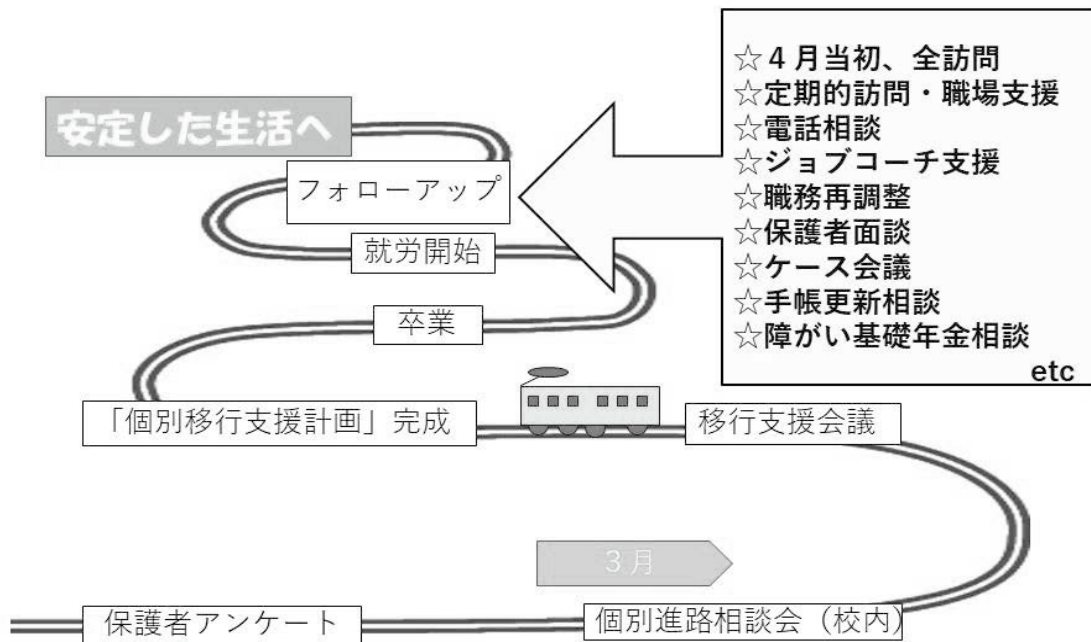 ☆４月当初、全訪問
☆定期的訪問・職場支援
☆電話相談
☆ジョブコーチ支援
☆職務再調整
☆保護者面談
☆ケース会議
☆手帳更新相談
☆障がい基礎年金相談
etc
安定した生活へ
フォローアップ
就労開始
卒業
「個別移行支援計画」完成
移行支援会議
３月
保護者アンケート
個別進路相談会（校内）